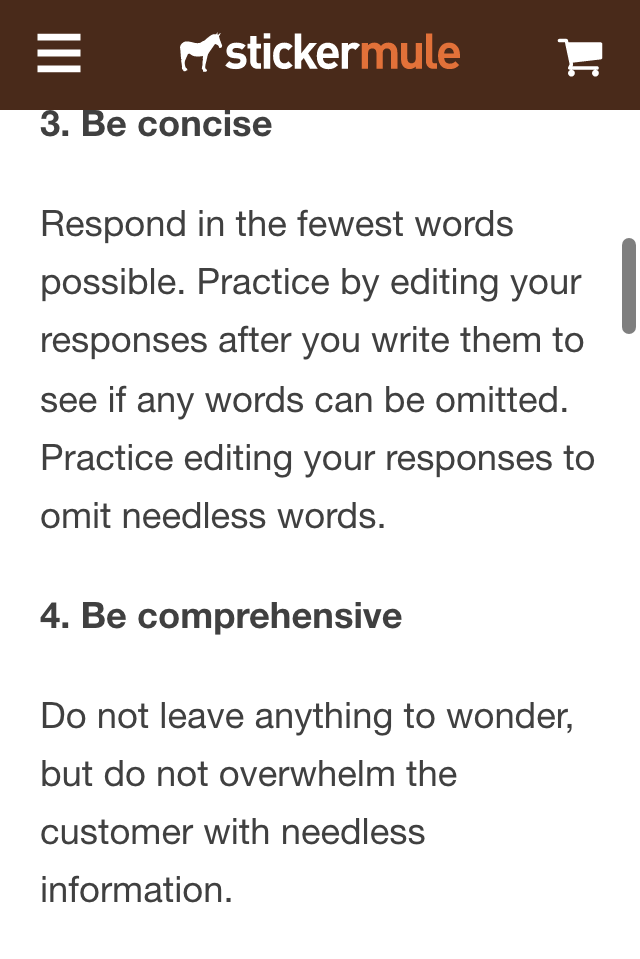 stickermule
3. Be concise
Respond in the fewest words
possible. Practice by editing your
responses after you write them to
see if any words can be omitted.
Practice editing your responses to
omit needless words.
4. Be comprehensive
Do not leave anything to wonder,
but do not overwhelm the
customer with needless
information.